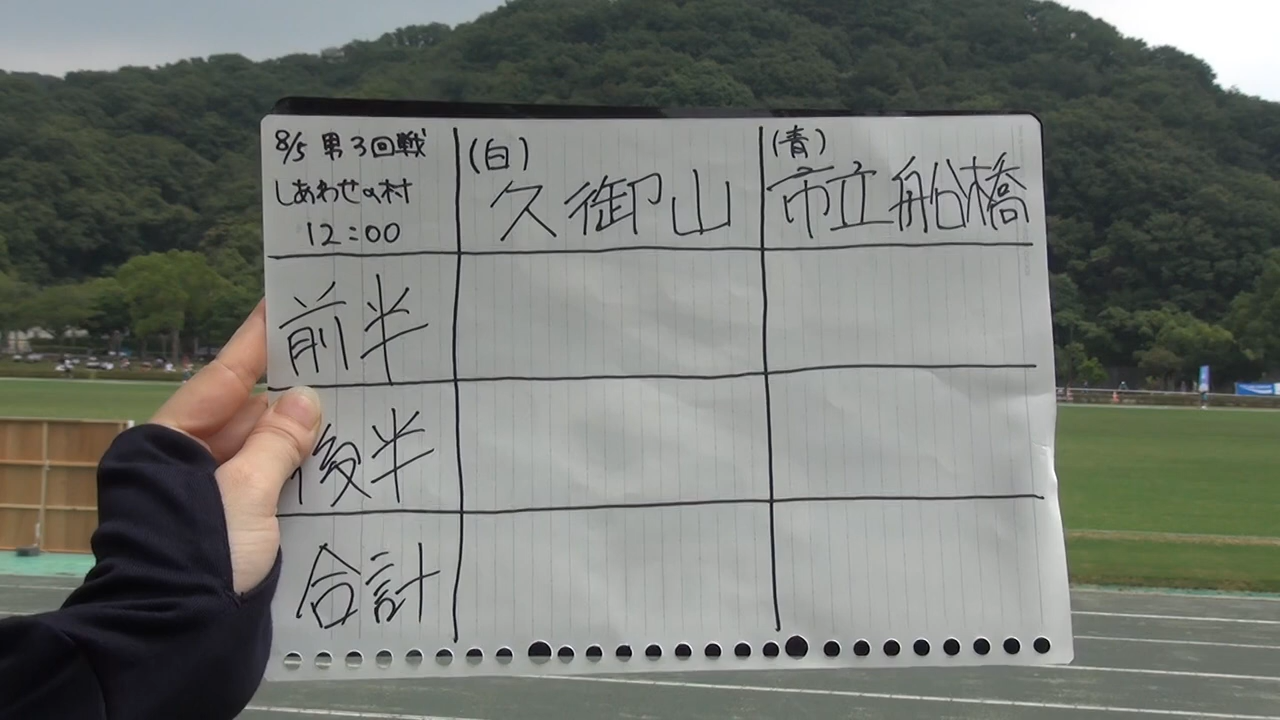 8/5 男3回戦
しあわせの村
12:00
(白)
久御山
(青)
市立船橋
前半
後半
合計